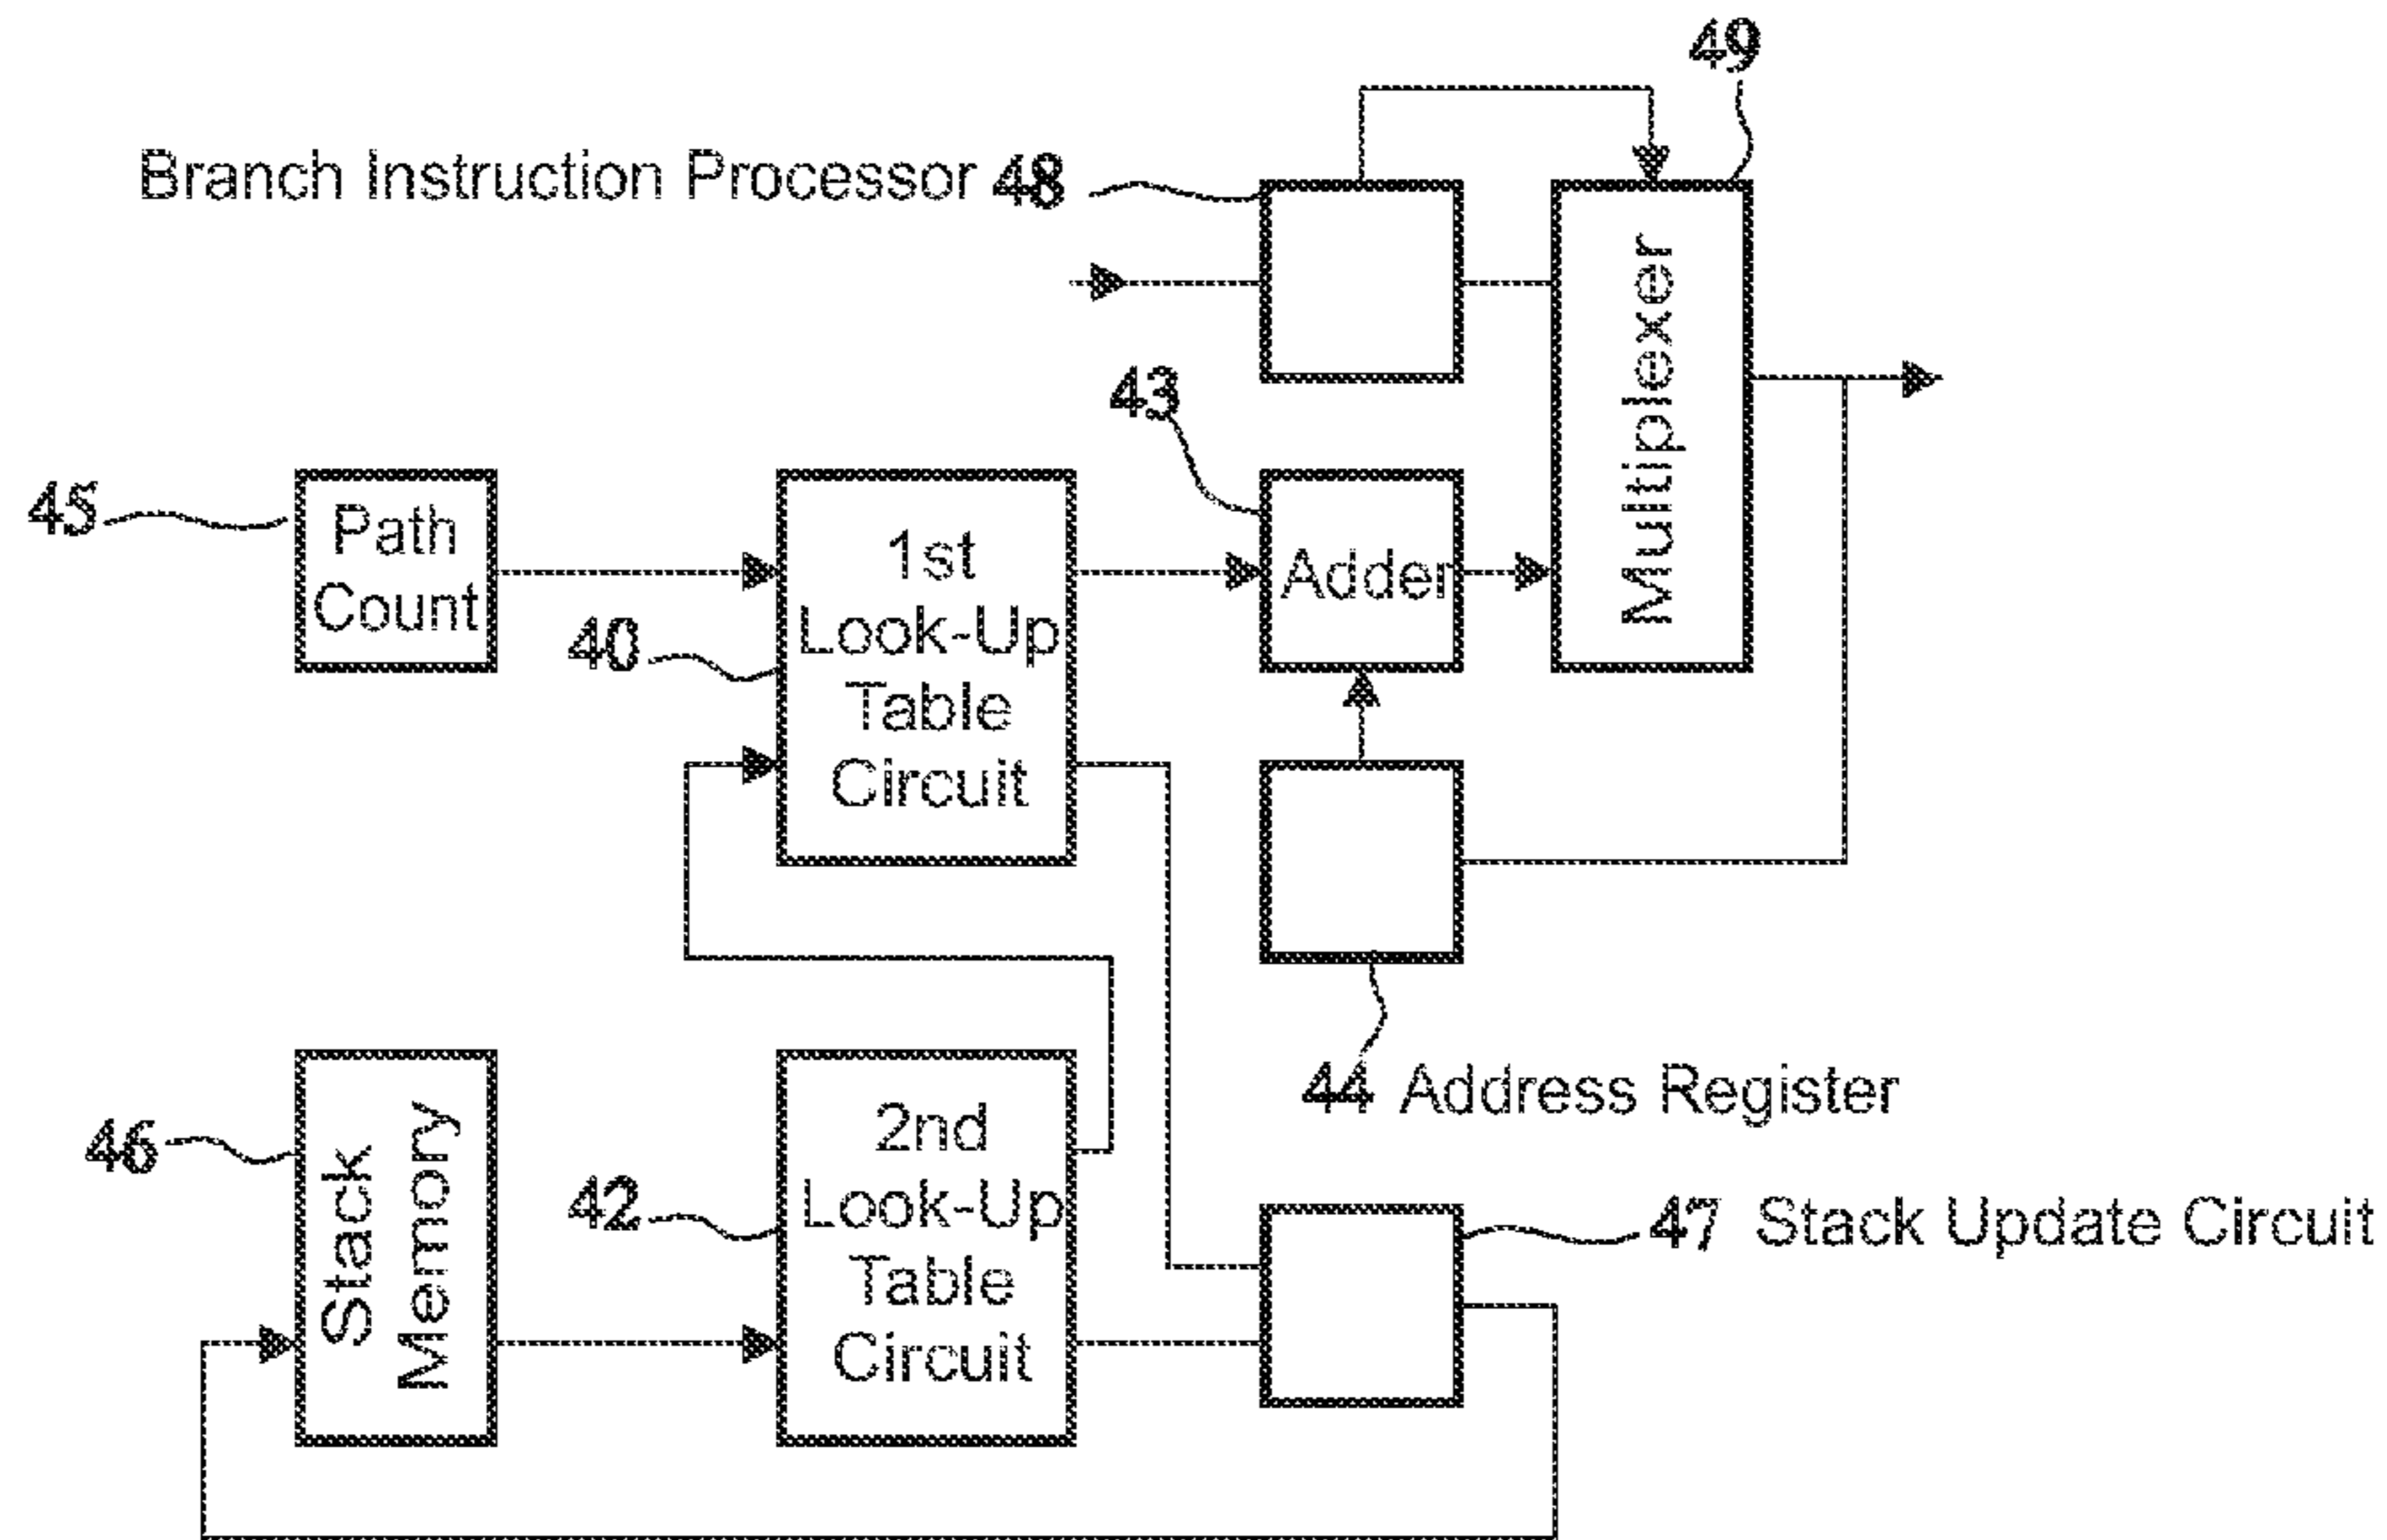 49
Branch Instruction Processor 48
Multiplexer
43
45
Path
Count
1st
Look-Up
Table
Circuit
40
Adder
44 Address Register
46
Stack
Memory
42
2nd
Look-Up
Table
Circuit
47 Stack Update Circuit